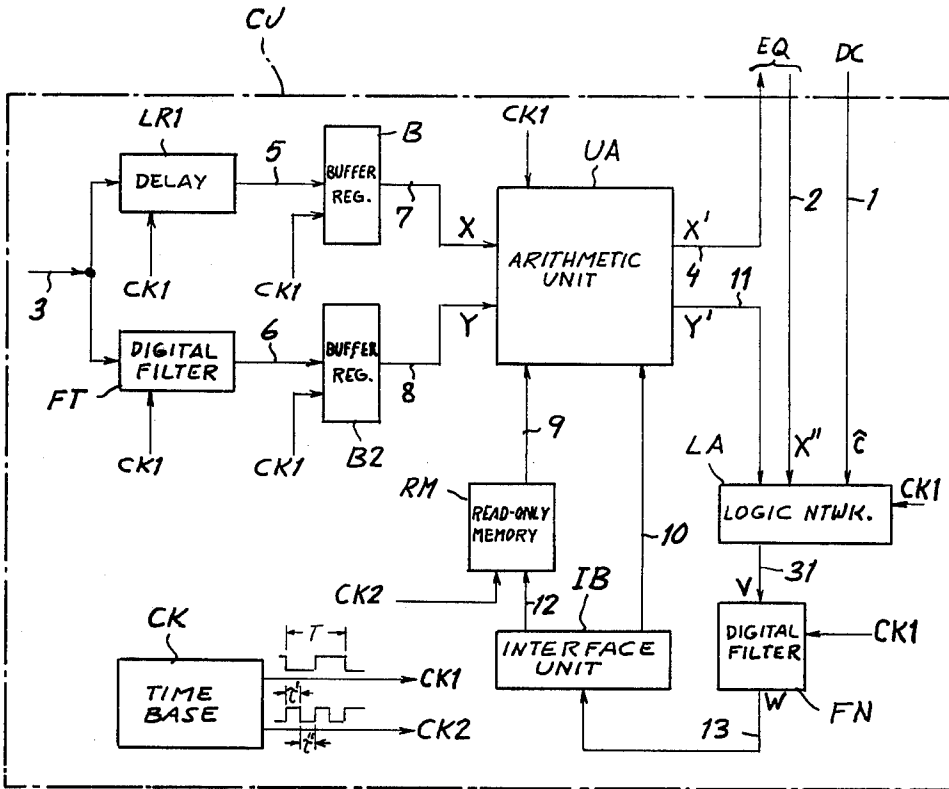 CU
EQ
DC
LR1
DELAY
5
B
BUFFER
REG.
7
X
CK1
UA
ARITHMETIC
UNIT
X'
4
2
1
3
CK1
CK1
Y
Y'
11
DIGITAL
FILTER
FT
6
BUFFER
REG.
8
CK1
CK1
B2
9
10
LA
X"
ĉ
CK1
LOGIC NTWK.
RM
READ-ONLY
MEMORY
CK2
12
IB
INTERFACE
UNIT
V
31
DIGITAL
FILTER
CK1
W
FN
13
CK
TIME
BASE
T
CK1
τ'
CK2
τ"